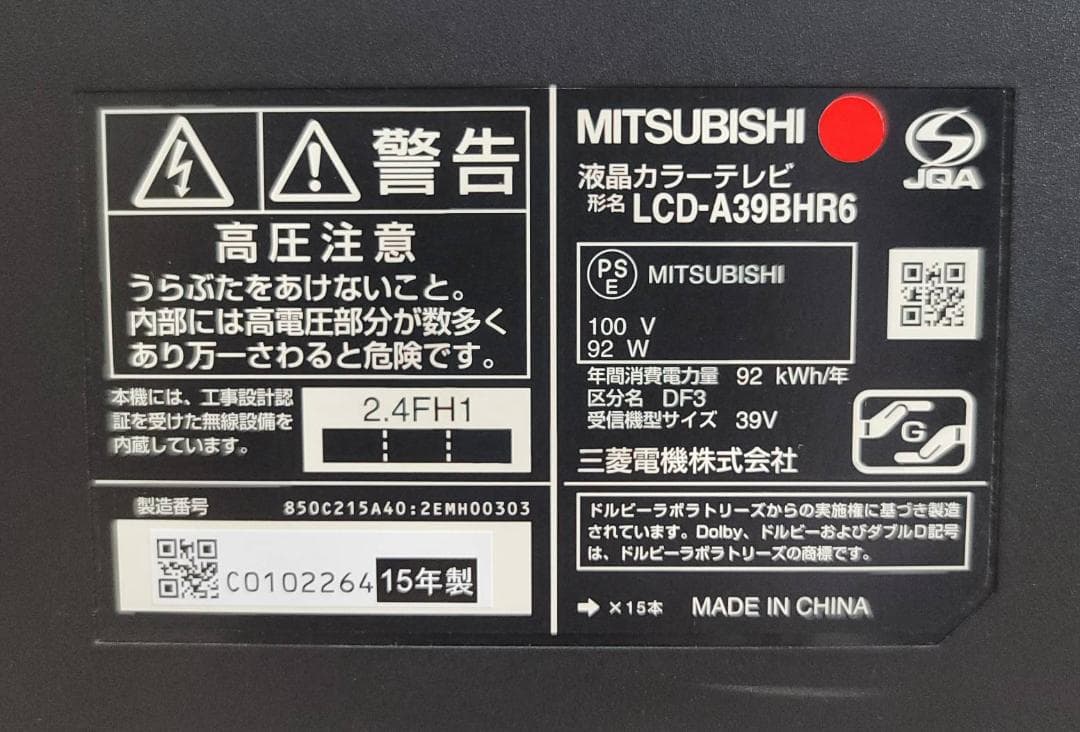 警告
高圧注意
うらぶたをあけないこと。
内部には高電圧部分が数多く
あり万一さわると危険です。
本機には、工事設計認
証を受けた無線設備を
内蔵しています。
2.4FH1
製造番号 850C215A40:2EMH00303
C0102264 15年製
MITSUBISHI
JQA
液晶カラーテレビ
形名 LCD-A39BHR6
PSE MITSUBISHI
100 V
92 W
年間消費電力量 92 kWh/年
区分名 DF3
受信機型サイズ 39V
G
三菱電機株式会社
ドルビーラボラトリーズからの実施権に基づき製造
されています。Dolby、ドルビーおよびダブルD記号
は、ドルビーラボラトリーズの商標です。
➡ ×15本 MADE IN CHINA